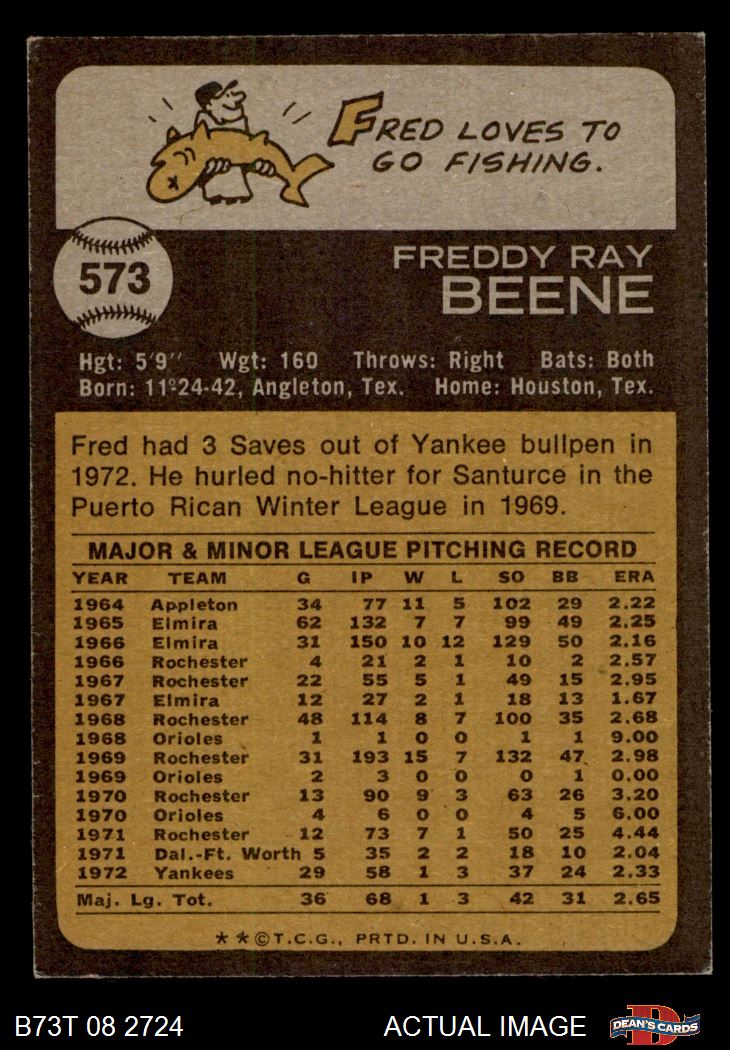 FRED LOVES TO
GO FISHING.
573
FREDDY RAY
BEENE
Hgt: 5'9" Wgt: 160 Throws: Right Bats: Both
Born: 11-24-42, Angleton, Tex. Home: Houston, Tex.
Fred had 3 Saves out of Yankee bullpen in
1972. He hurled no-hitter for Santurce in the
Puerto Rican Winter League in 1969.
MAJOR & MINOR LEAGUE PITCHING RECORD
YEAR TEAM G IP W L SO BB ERA
1964 Appleton 34 77 11 5 102 29 2.22
1965 Elmira 62 132 7 7 99 49 2.25
1966 Elmira 31 150 10 12 129 50 2.16
1966 Rochester 4 21 2 1 10 2 2.57
1967 Rochester 22 55 5 1 49 15 2.95
1967 Elmira 12 27 2 1 18 13 1.67
1968 Rochester 48 114 8 7 100 35 2.68
1968 Orioles 1 1 0 0 1 1 9.00
1969 Rochester 31 193 15 7 132 47 2.98
1969 Orioles 2 3 0 0 0 1 0.00
1970 Rochester 13 90 9 3 63 26 3.20
1970 Orioles 4 6 0 0 4 5 6.00
1971 Rochester 12 73 7 1 50 25 4.44
1971 Dal.-Ft. Worth 5 35 2 2 18 10 2.04
1972 Yankees 29 58 1 3 37 24 2.33
Maj. Lg. Tot. 36 68 1 3 42 31 2.65
★★©T.C.G., PRTD. IN U.S.A.
B73T 08 2724 ACTUAL IMAGE
D
DEAN'S CARDS